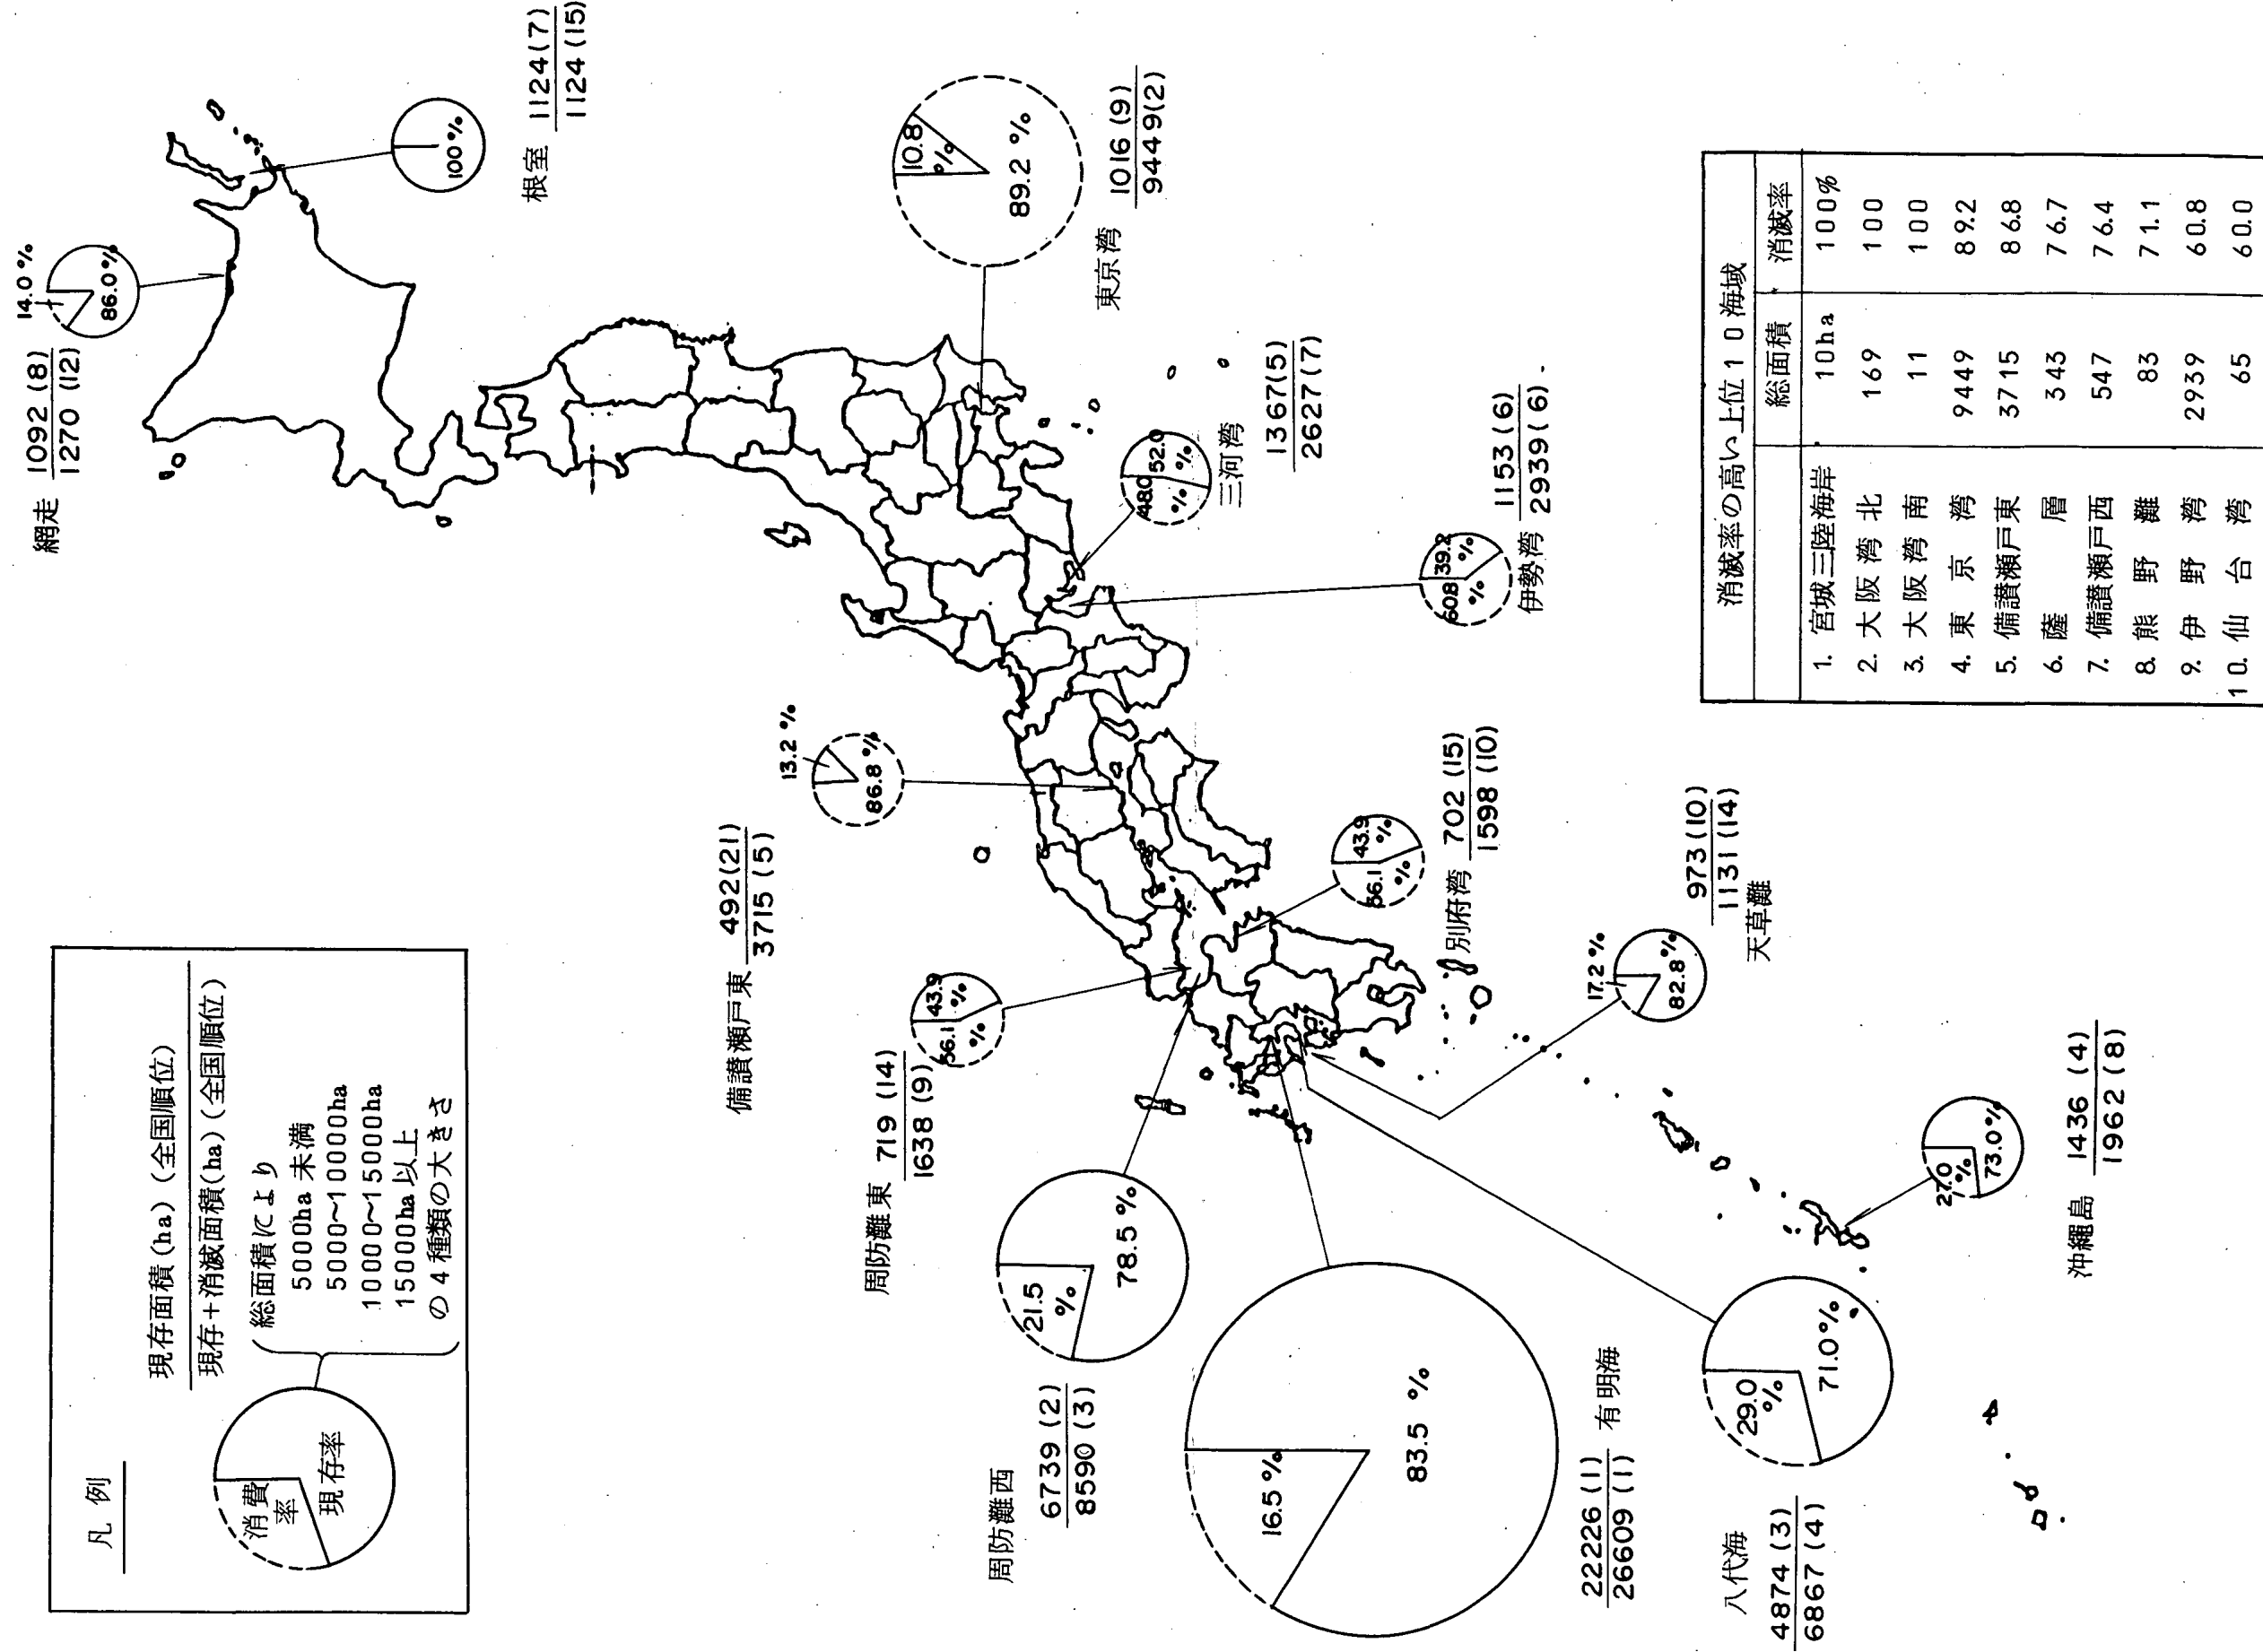 凡例
消費
率
現存率
現存面積(ha)(全国順位)
現存+消滅面積(ha)(全国順位)
総面積により
5000ha 未満
5000~10000ha
10000~15000ha
15000ha 以上
の4種類の大きさ
網走
1092 (8)
1270 (12)
14.0 %
86.0%
根室
1124 (7)
1124 (15)
100%
東京湾
1016 (9)
9449 (2)
10.8
%
89.2 %
三河湾
1367 (5)
2627 (7)
48.0
%
52.0
%
伊勢湾
1153 (6)
2939 (6)
608
%
39.2
%
備讃瀬戸東
492 (21)
3715 (5)
13.2 %
86.8 %
周防灘東
719 (14)
1638 (9)
56.1
%
43.9
%
別府湾
702 (15)
1598 (10)
56.1
%
43.9
%
周防灘西
6739 (2)
8590 (3)
21.5
%
78.5 %
有明海
22226 (1)
26609 (1)
16.5 %
83.5 %
八代海
4874 (3)
6867 (4)
29.0
%
71.0%
天草灘
973 (10)
1131 (14)
17.2 %
82.8 %
沖縄島
1436 (4)
1962 (8)
27.0
%
73.0%
消滅率の高い上位10海域
総面積 消滅率
1. 宮城三陸海岸 10ha 100%
2. 大阪湾北 169 100
3. 大阪湾南 11 100
4. 東京湾 9449 89.2
5. 備讃瀬戸東 3715 86.8
6. 薩層 343 76.7
7. 備讃瀬戸西 547 76.4
8. 熊野灘 83 71.1
9. 伊野湾 2939 60.8
10. 仙台湾 65 60.0